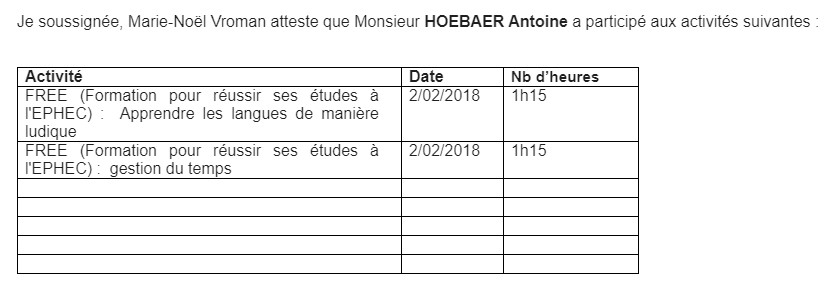 Je soussignée, Marie-Noël Vroman atteste que Monsieur HOEBAER Antoine a participé aux activités suivantes :
Activité Date Nb d'heures
FREE (Formation pour réussir ses études à 2/02/2018 1h15
l'EPHEC) : Apprendre les langues de manière
ludique
FREE (Formation pour réussir ses études à 2/02/2018 1h15
l'EPHEC) : gestion du temps